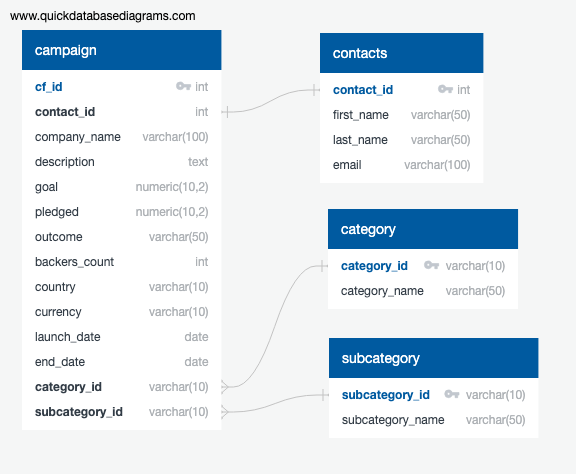 www.quickdatabasediagrams.com
campaign
cf_id int
contact_id int
company_name varchar(100)
description text
goal numeric(10,2)
pledged numeric(10,2)
outcome varchar(50)
backers_count int
country varchar(10)
currency varchar(10)
launch_date date
end_date date
category_id varchar(10)
subcategory_id varchar(10)
contacts
contact_id int
first_name varchar(50)
last_name varchar(50)
email varchar(100)
category
category_id varchar(10)
category_name varchar(50)
subcategory
subcategory_id varchar(10)
subcategory_name varchar(50)